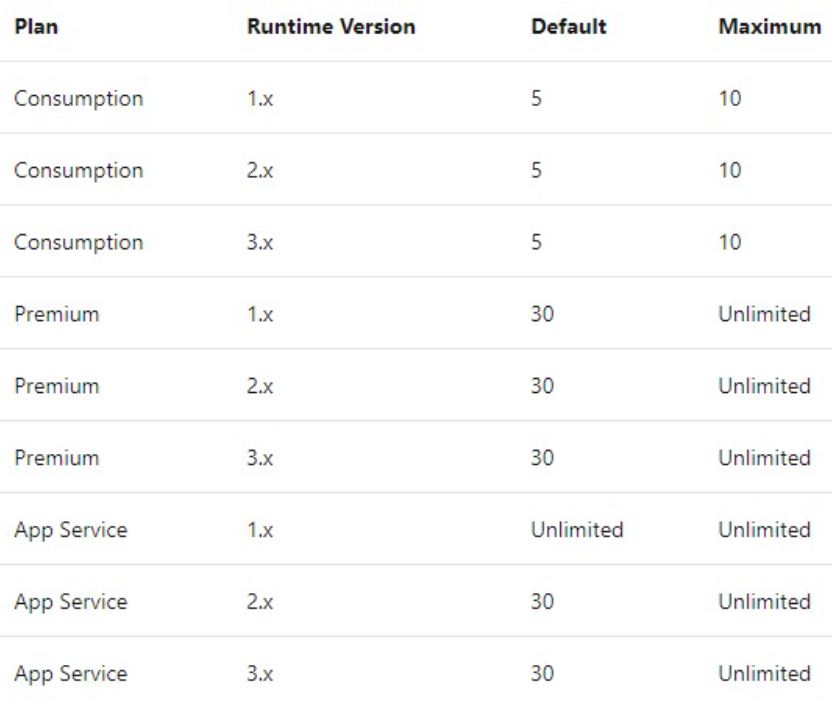 Plan Runtime Version Default Maximum
Consumption 1.x 5 10
Consumption 2.x 5 10
Consumption 3.x 5 10
Premium 1.x 30 Unlimited
Premium 2.x 30 Unlimited
Premium 3.x 30 Unlimited
App Service 1.x Unlimited Unlimited
App Service 2.x 30 Unlimited
App Service 3.x 30 Unlimited